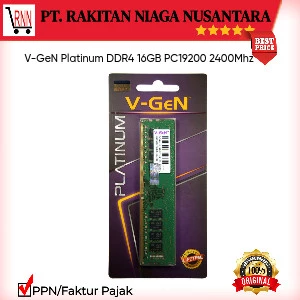 RNN
PT. RAKITAN NIAGA NUSANTARA
BEST
PRICE
V-GeN Platinum DDR4 16GB PC19200 2400Mhz
V-GeN
PLATINUM
100%
ORIGINAL
PPN/Faktur Pajak